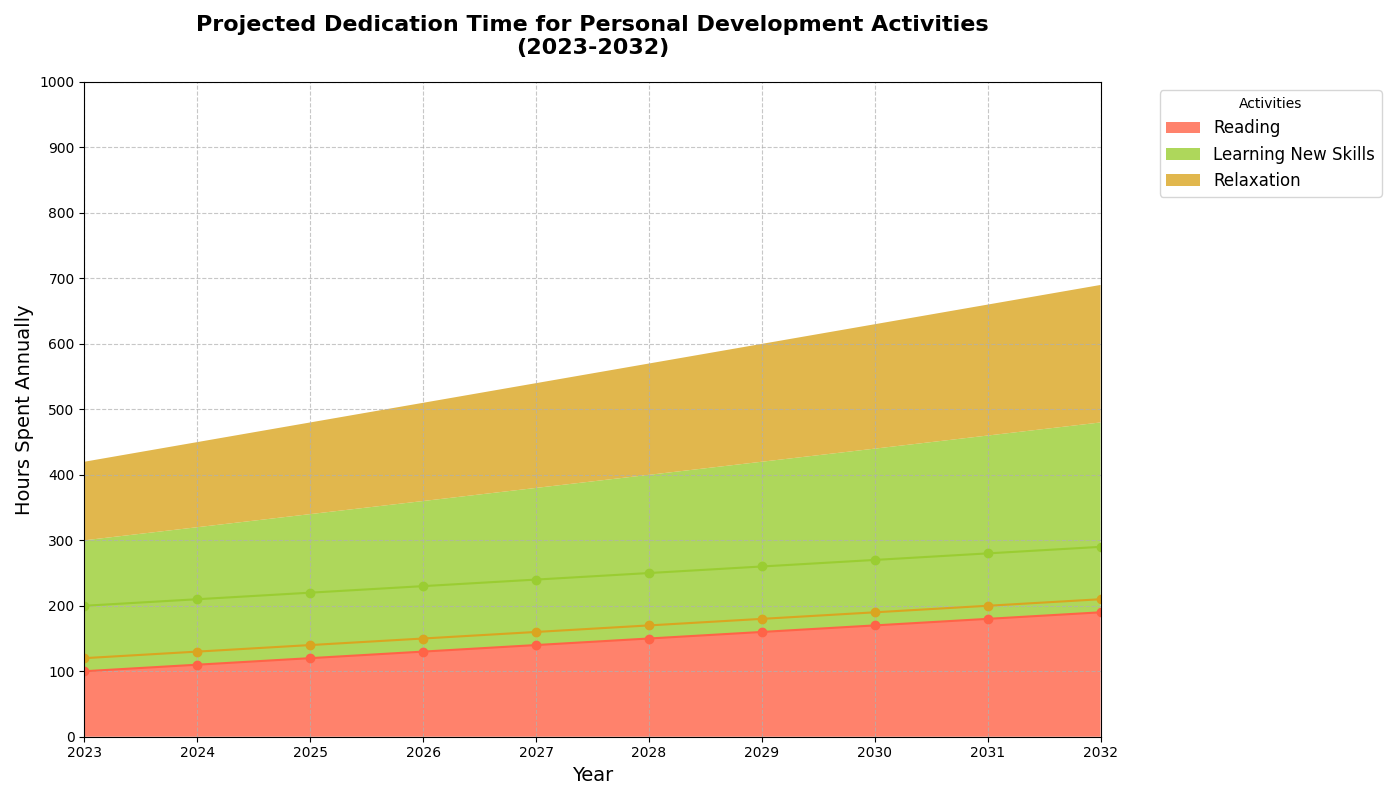 Projected Dedication Time for Personal Development Activities
(2023-2032)
Hours Spent Annually
1000
900
800
700
600
500
400
300
200
100
0
2023 2024 2025 2026 2027 2028 2029 2030 2031 2032
Year
Activities
Reading
Learning New Skills
Relaxation